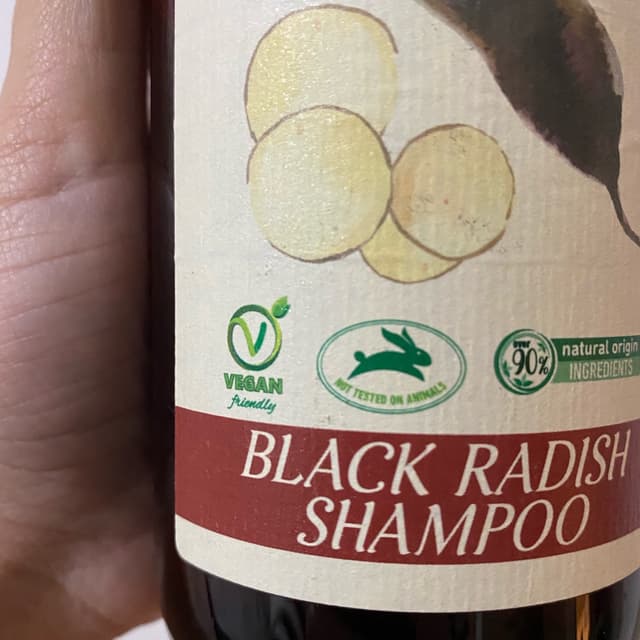 VEGAN
friendly
NOT TESTED ON ANIMALS
over
90%
natural origin
INGREDIENTS
BLACK RADISH
SHAMPOO